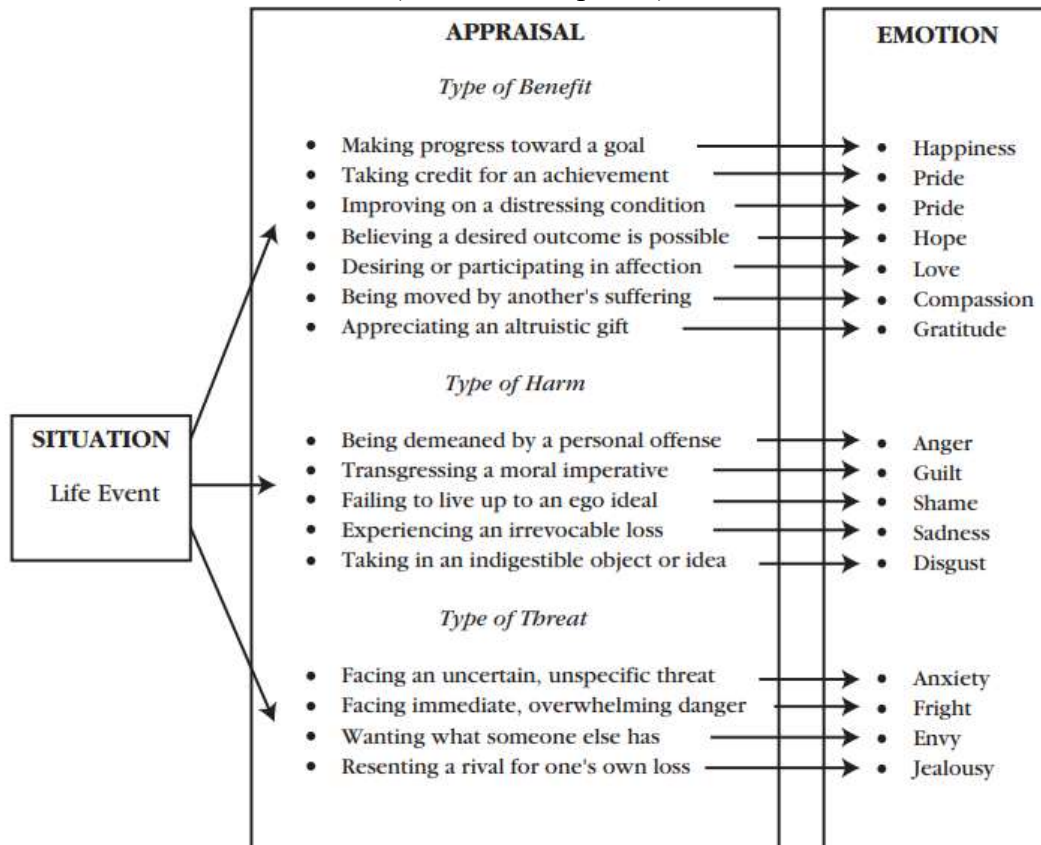 APPRAISAL
EMOTION
Type of Benefit
• Making progress toward a goal
• Happiness
• Taking credit for an achievement
• Pride
• Improving on a distressing condition
• Pride
• Believing a desired outcome is possible
• Hope
• Desiring or participating in affection
• Love
• Being moved by another's suffering
• Compassion
• Appreciating an altruistic gift
• Gratitude
Type of Harm
SITUATION
Life Event
• Being demeaned by a personal offense
• Anger
• Transgressing a moral imperative
• Guilt
• Failing to live up to an ego ideal
• Shame
• Experiencing an irrevocable loss
• Sadness
• Taking in an indigestible object or idea
• Disgust
Type of Threat
• Facing an uncertain, unspecific threat
• Anxiety
• Facing immediate, overwhelming danger
• Fright
• Wanting what someone else has
• Envy
• Resenting a rival for one's own loss
• Jealousy